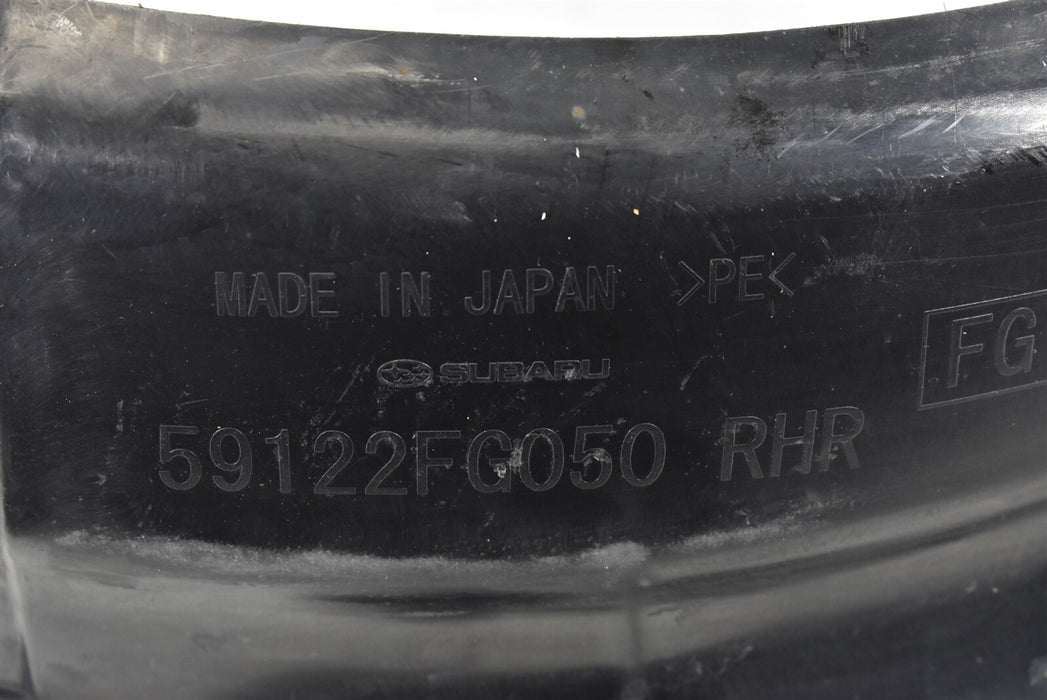 MADE IN JAPAN >PE<
SUBARU
FG
59122FG050 RHR